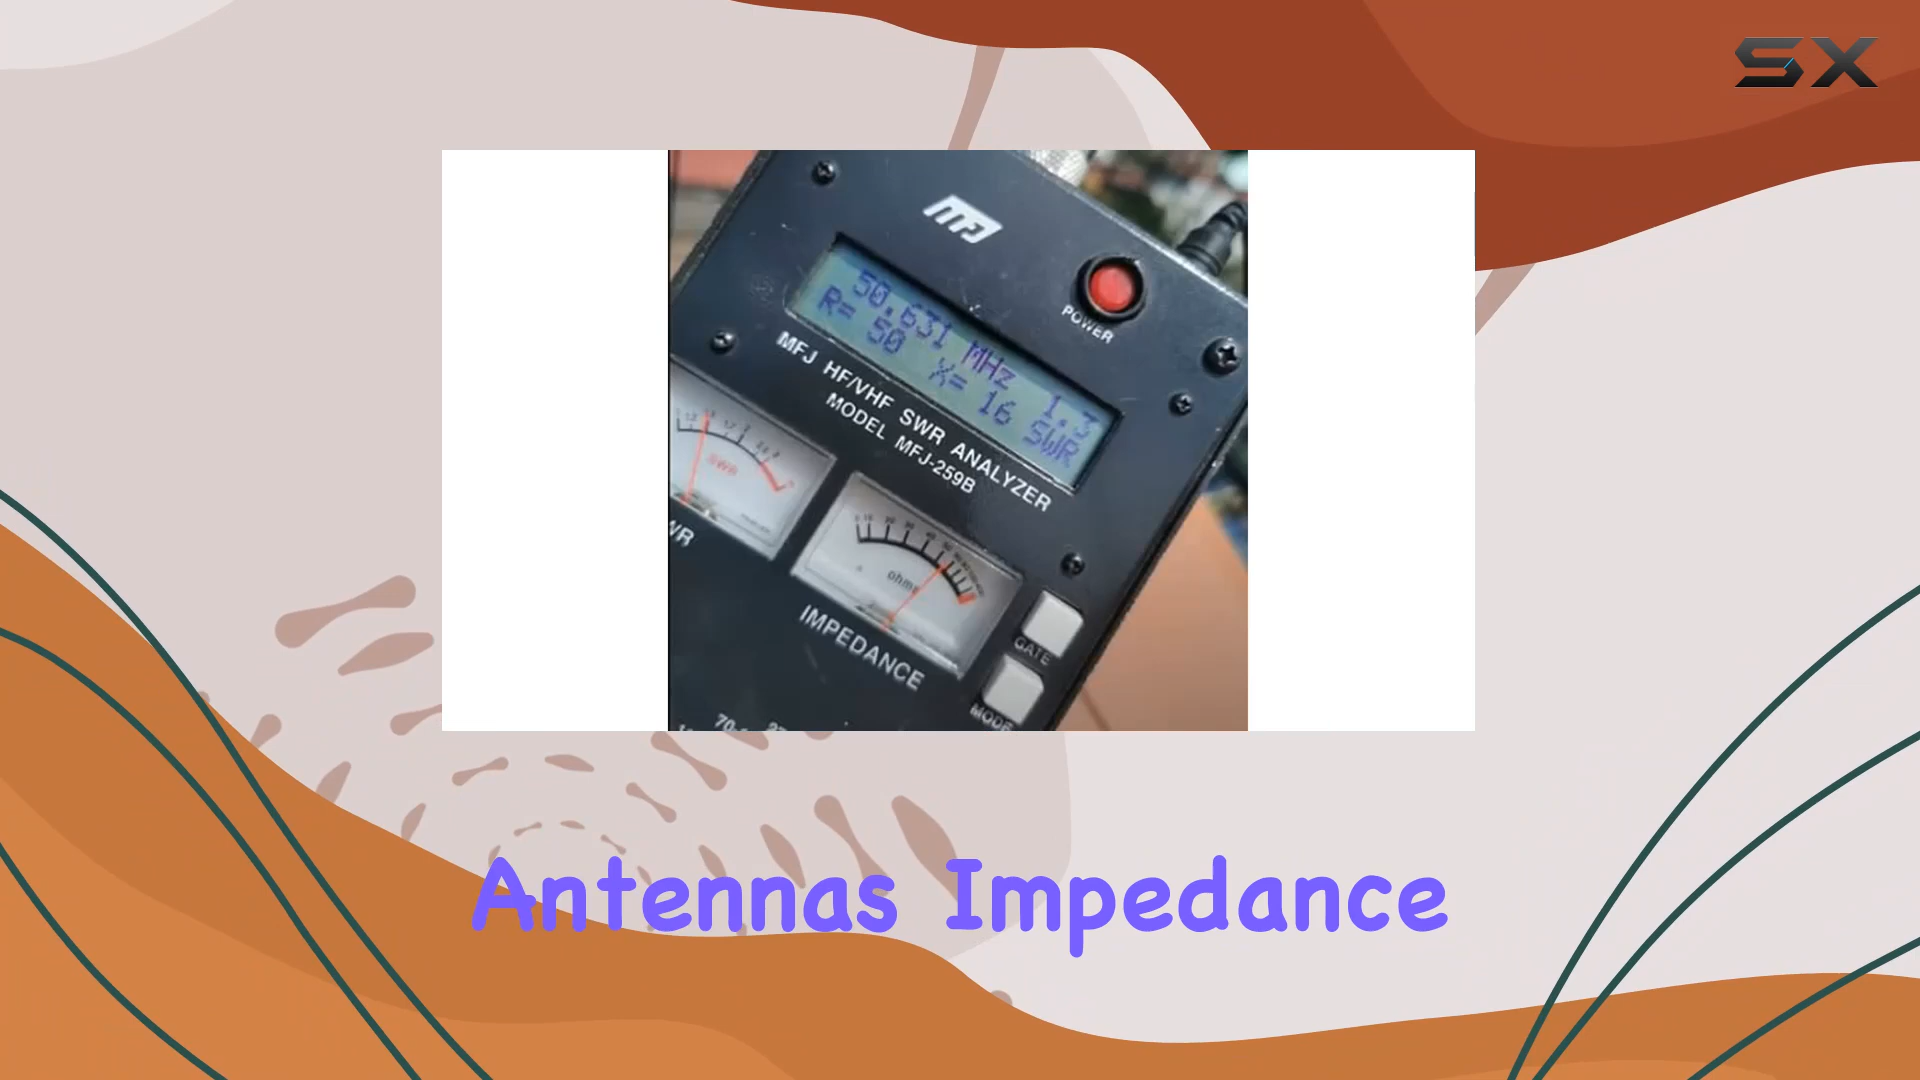 SX
MFJ
POWER
50.631 MHz 1.3
R= 50 X= 16 SWR
MFJ HF/VHF SWR ANALYZER
MODEL MFJ-259B
SWR
ohms
WR
IMPEDANCE
GATE
MODE
Antennas Impedance